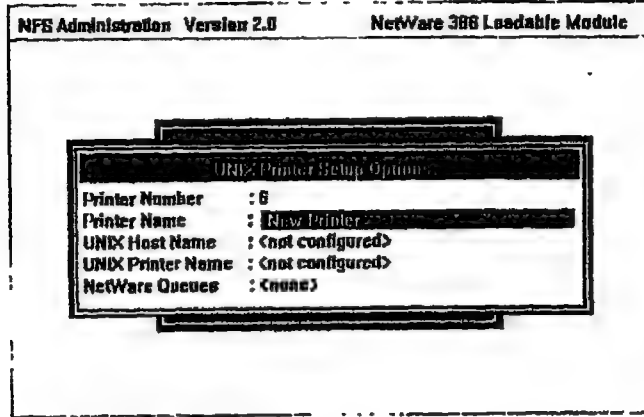 NFS Administration Version 2.0 NetWare 386 Loadable Module
UNIX Printer Setup Options
Printer Number : 6
Printer Name : New Printer
UNIX Host Name : <not configured>
UNIX Printer Name : <not configured>
NetWare Queues : <none>